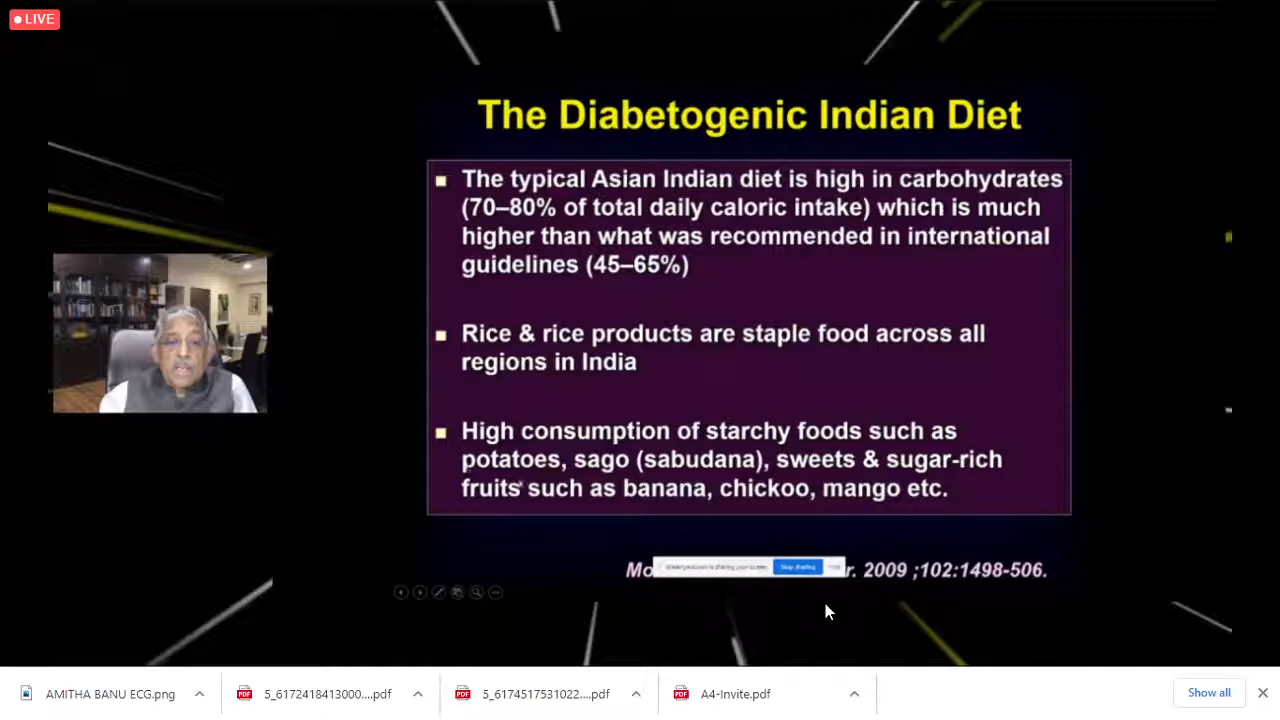 LIVE
The Diabetogenic Indian Diet
The typical Asian Indian diet is high in carbohydrates
(70–80% of total daily caloric intake) which is much
higher than what was recommended in international
guidelines (45–65%)
Rice & rice products are staple food across all
regions in India
High consumption of starchy foods such as
potatoes, sago (sabudana), sweets & sugar-rich
fruits such as banana, chickoo, mango etc.
is sharing your screen. Stop sharing
2009 ;102:1498-506.
AMITHA BANU ECG.png
5_6172418413000....pdf
5_6174517531022....pdf
A4-Invite.pdf
Show all